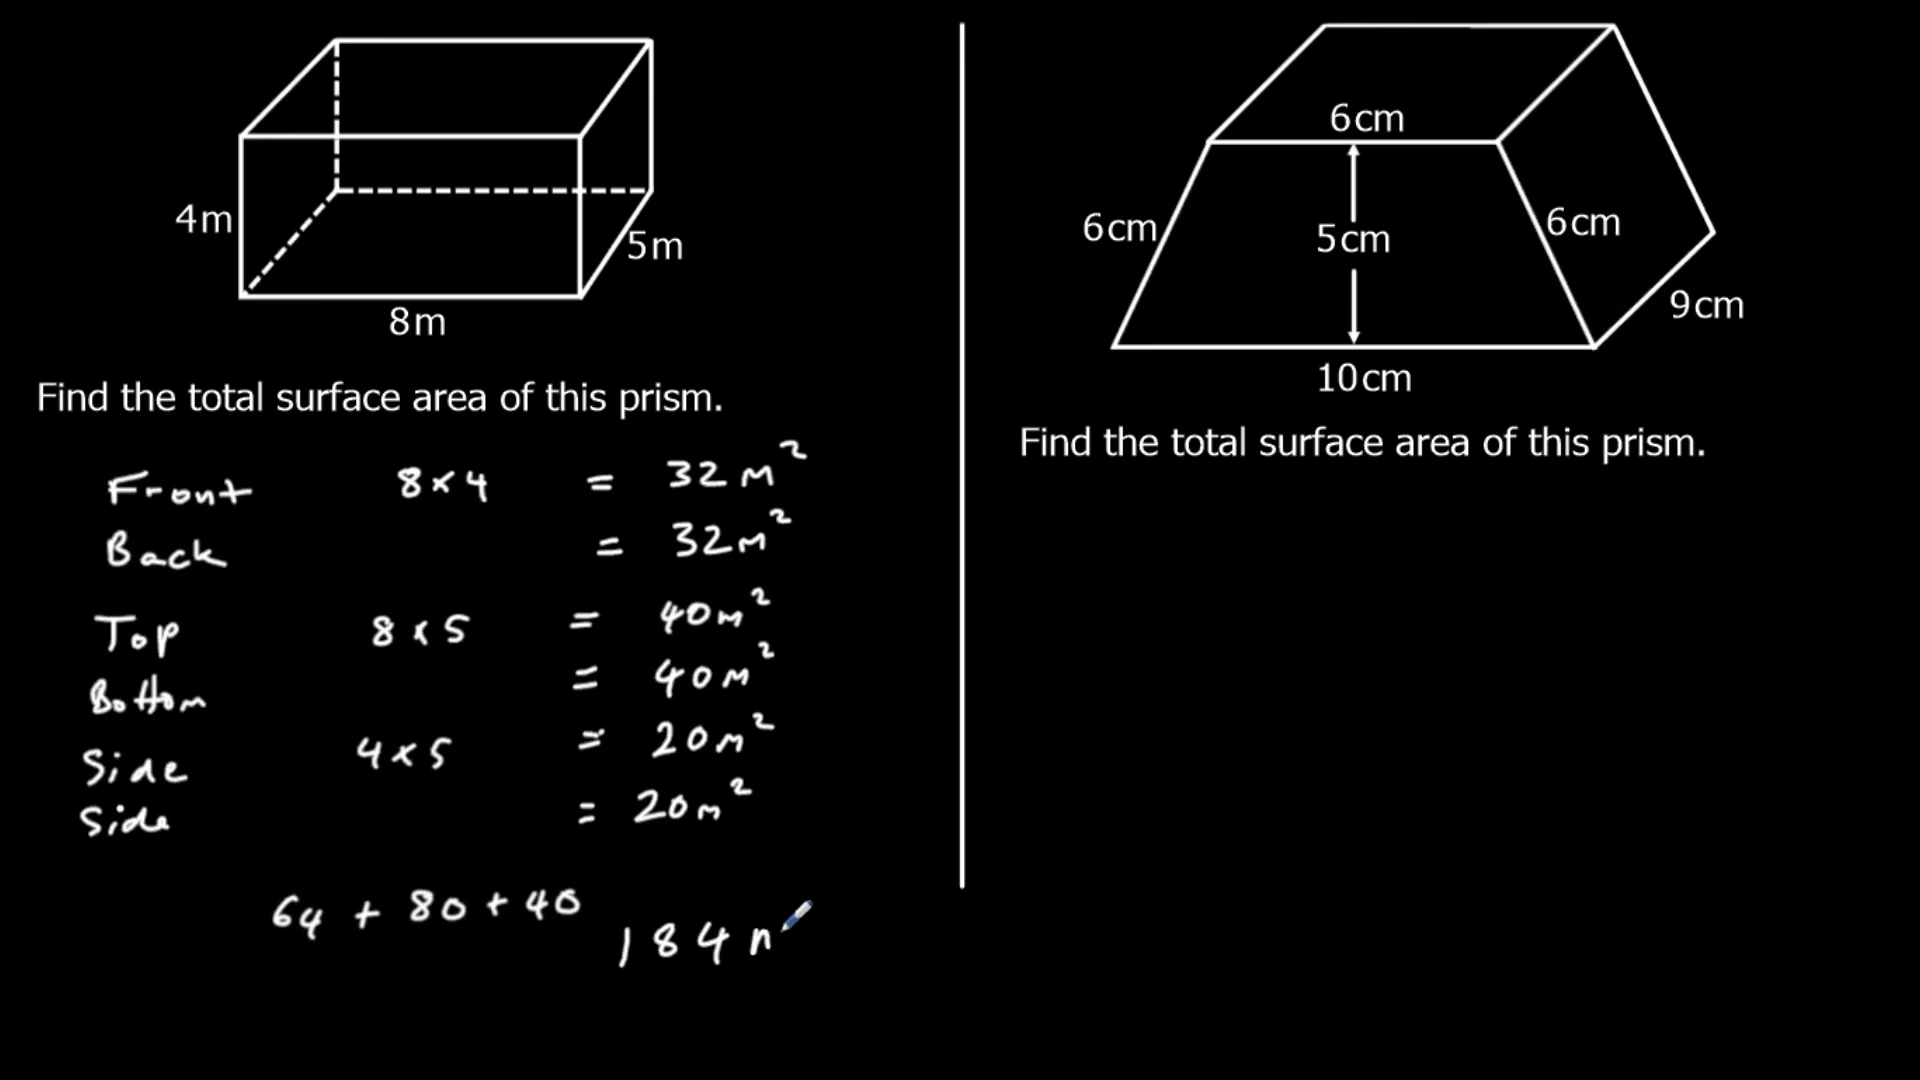 4m
5m
8m
Find the total surface area of this prism.
Front 8 × 4 = 32m²
Back = 32m²
Top 8 × 5 = 40m²
Bottom = 40m²
Side 4 × 5 = 20m²
Side = 20m²
64 + 80 + 40
184 n
6cm
6cm
5cm
6cm
9cm
10cm
Find the total surface area of this prism.